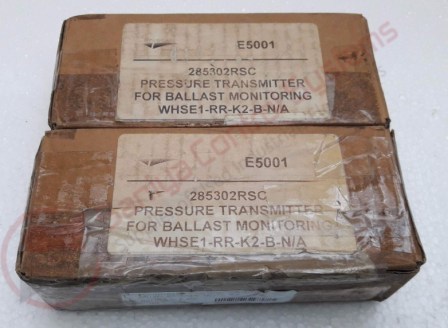 E5001
285302RSC
PRESSURE TRANSMITTER
FOR BALLAST MONITORING
WHSE1-RR-K2-B-N/A
E5001
285302RSC
PRESSURE TRANSMITTER
FOR BALLAST MONITORING
WHSE1-RR-K2-B-N/A